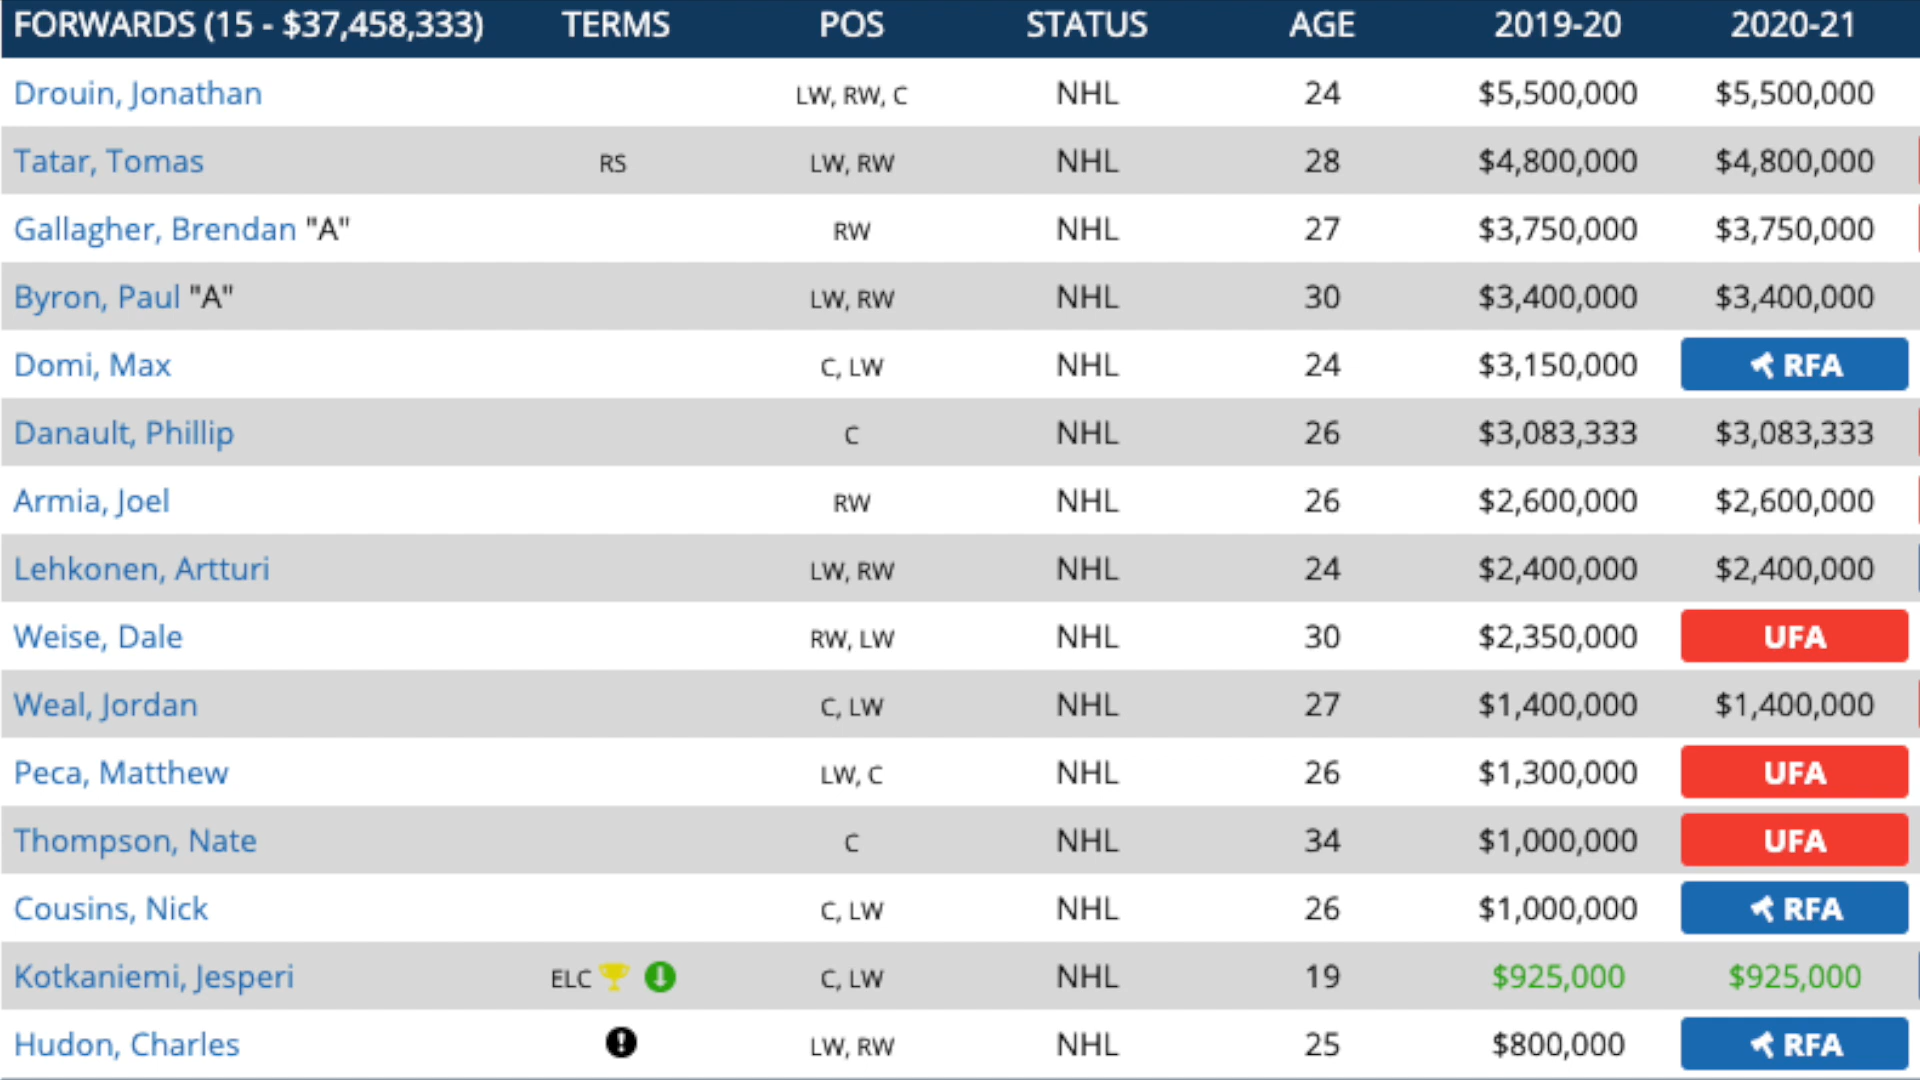 FORWARDS (15 - $37,458,333) TERMS POS STATUS AGE 2019-20 2020-21
Drouin, Jonathan LW, RW, C NHL 24 $5,500,000 $5,500,000
Tatar, Tomas RS LW, RW NHL 28 $4,800,000 $4,800,000
Gallagher, Brendan "A" RW NHL 27 $3,750,000 $3,750,000
Byron, Paul "A" LW, RW NHL 30 $3,400,000 $3,400,000
Domi, Max C, LW NHL 24 $3,150,000 RFA
Danault, Phillip C NHL 26 $3,083,333 $3,083,333
Armia, Joel RW NHL 26 $2,600,000 $2,600,000
Lehkonen, Artturi LW, RW NHL 24 $2,400,000 $2,400,000
Weise, Dale RW, LW NHL 30 $2,350,000 UFA
Weal, Jordan C, LW NHL 27 $1,400,000 $1,400,000
Peca, Matthew LW, C NHL 26 $1,300,000 UFA
Thompson, Nate C NHL 34 $1,000,000 UFA
Cousins, Nick C, LW NHL 26 $1,000,000 RFA
Kotkaniemi, Jesperi ELC C, LW NHL 19 $925,000 $925,000
Hudon, Charles LW, RW NHL 25 $800,000 RFA